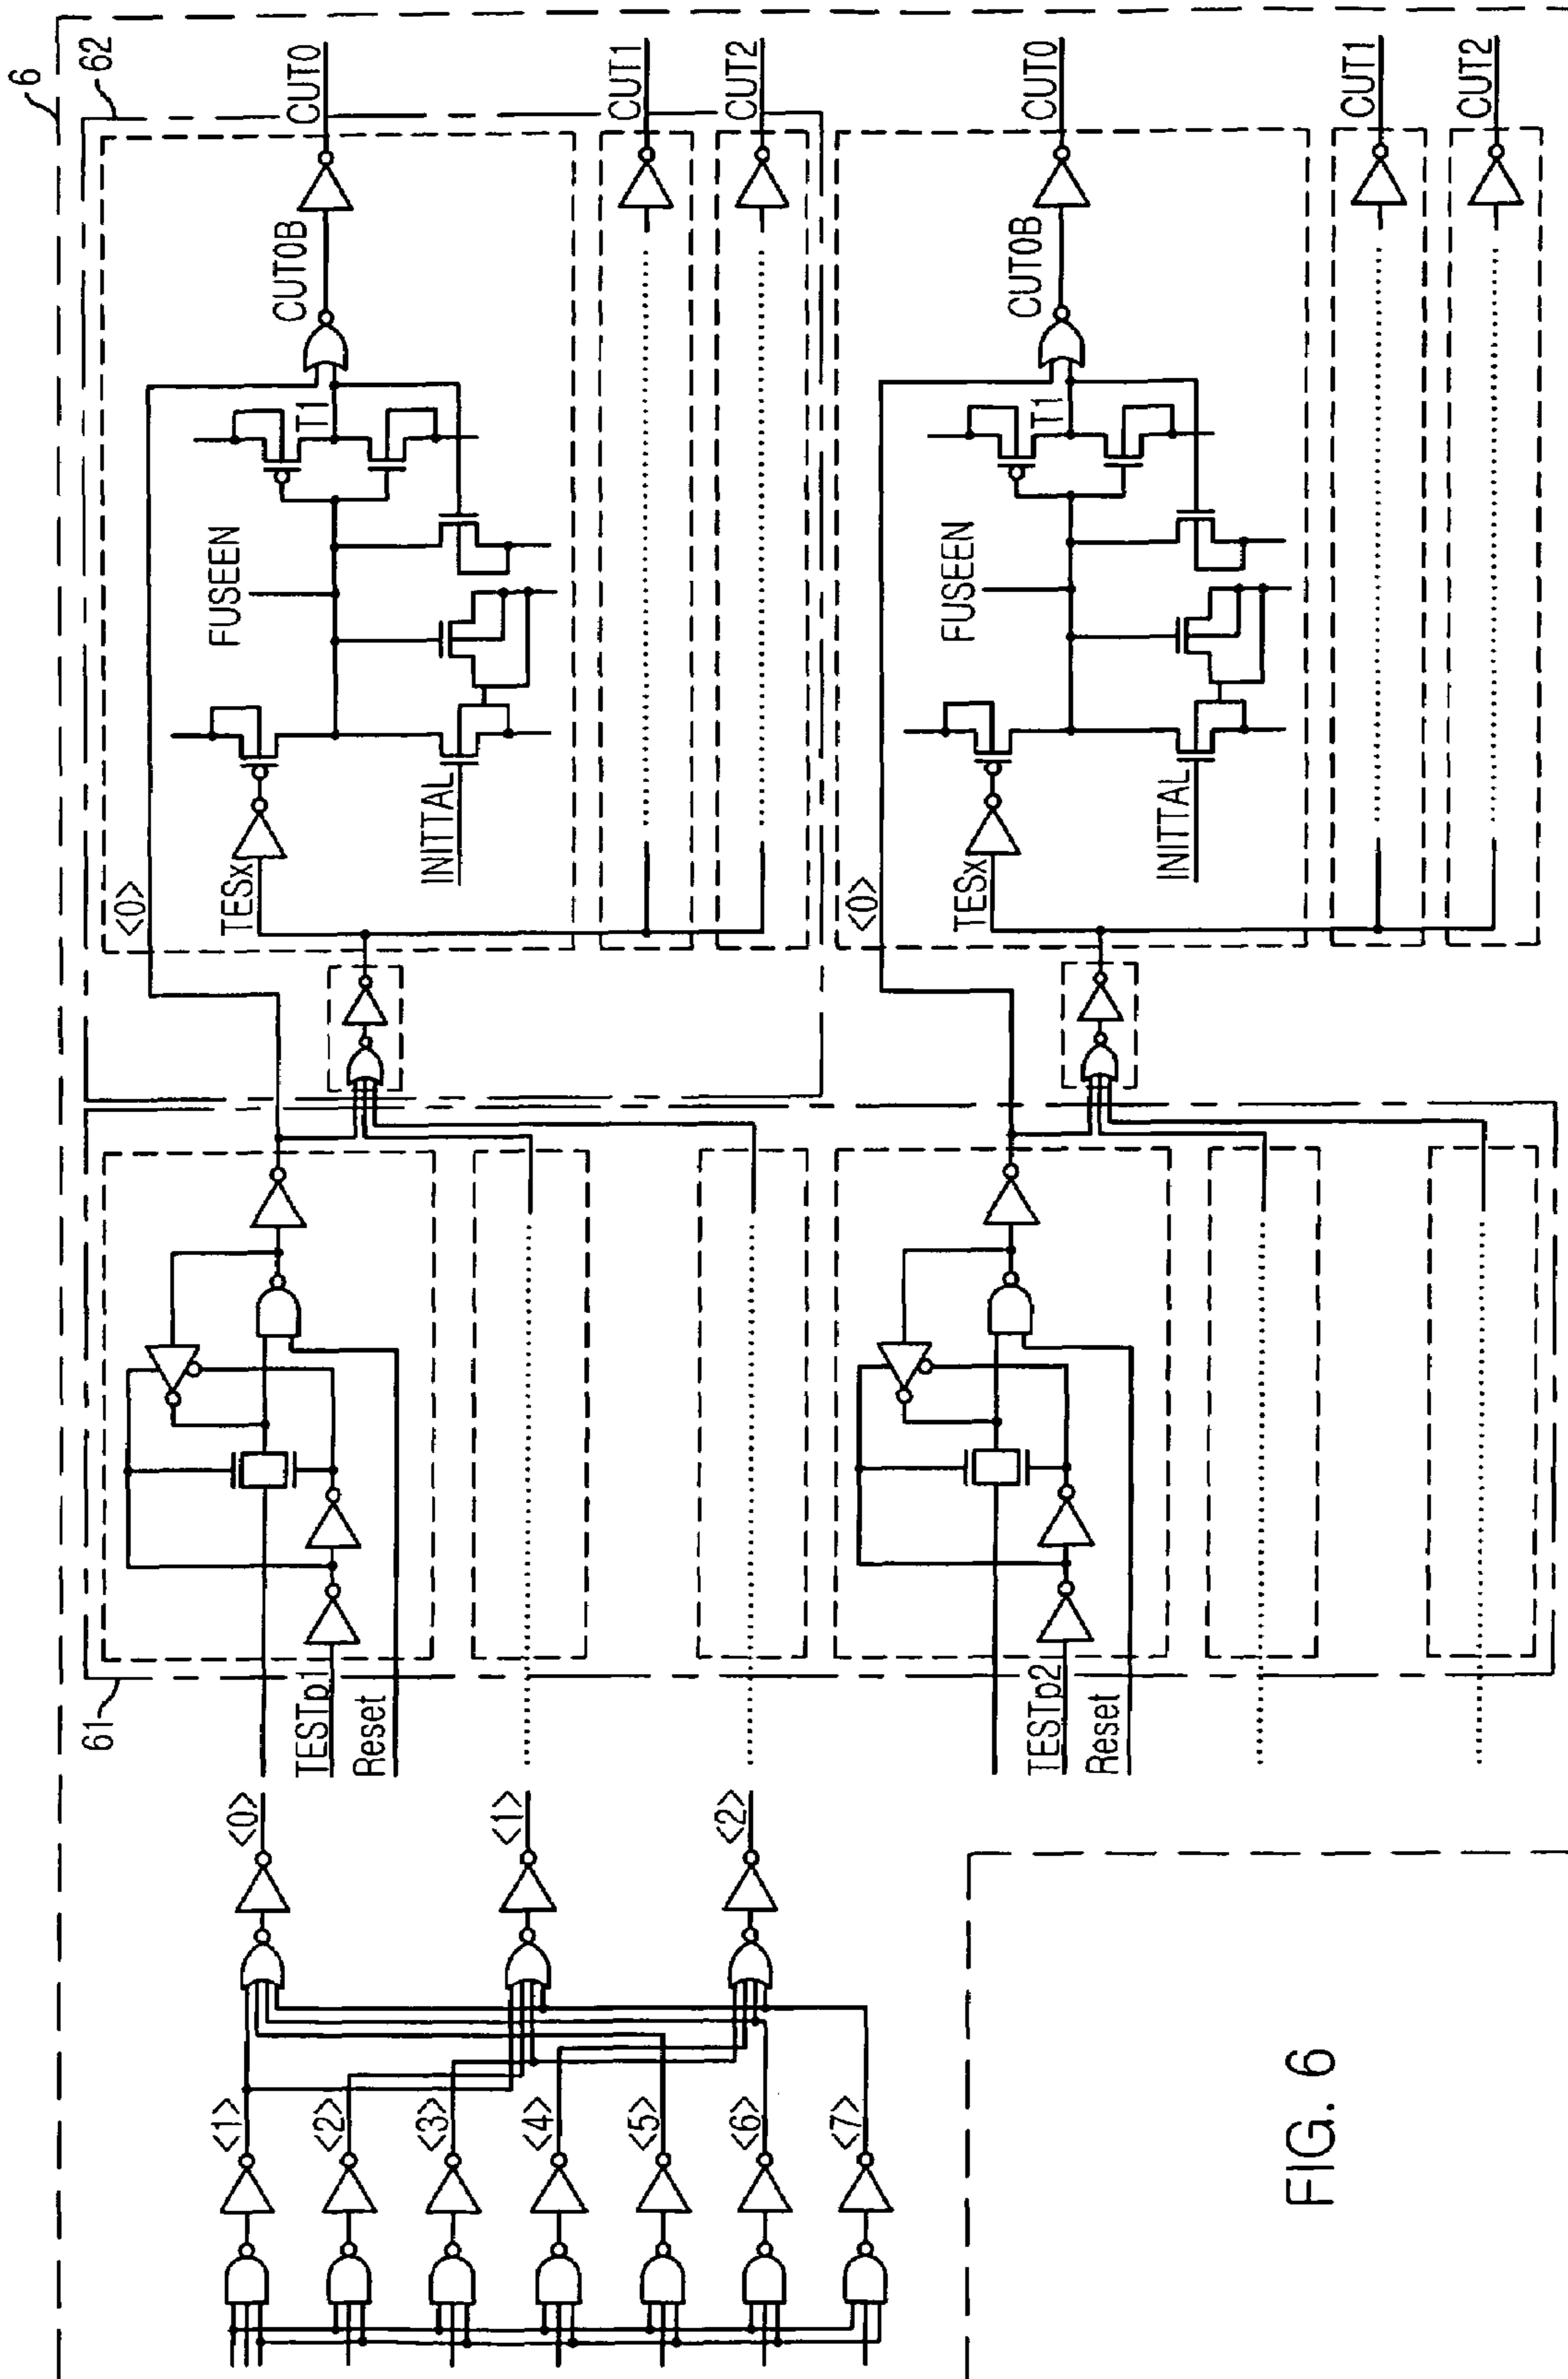 6
62
<0>
TESx
INITTAL
FUSEEN
T1
CUT0B
CUT0
CUT1
CUT2
<0>
TESx
INITTAL
FUSEEN
T1
CUT0B
CUT0
CUT1
CUT2
61
TESTp1
Reset
TESTp2
Reset
<0>
<1>
<2>
<1>
<2>
<3>
<4>
<5>
<6>
<7>
FIG. 6